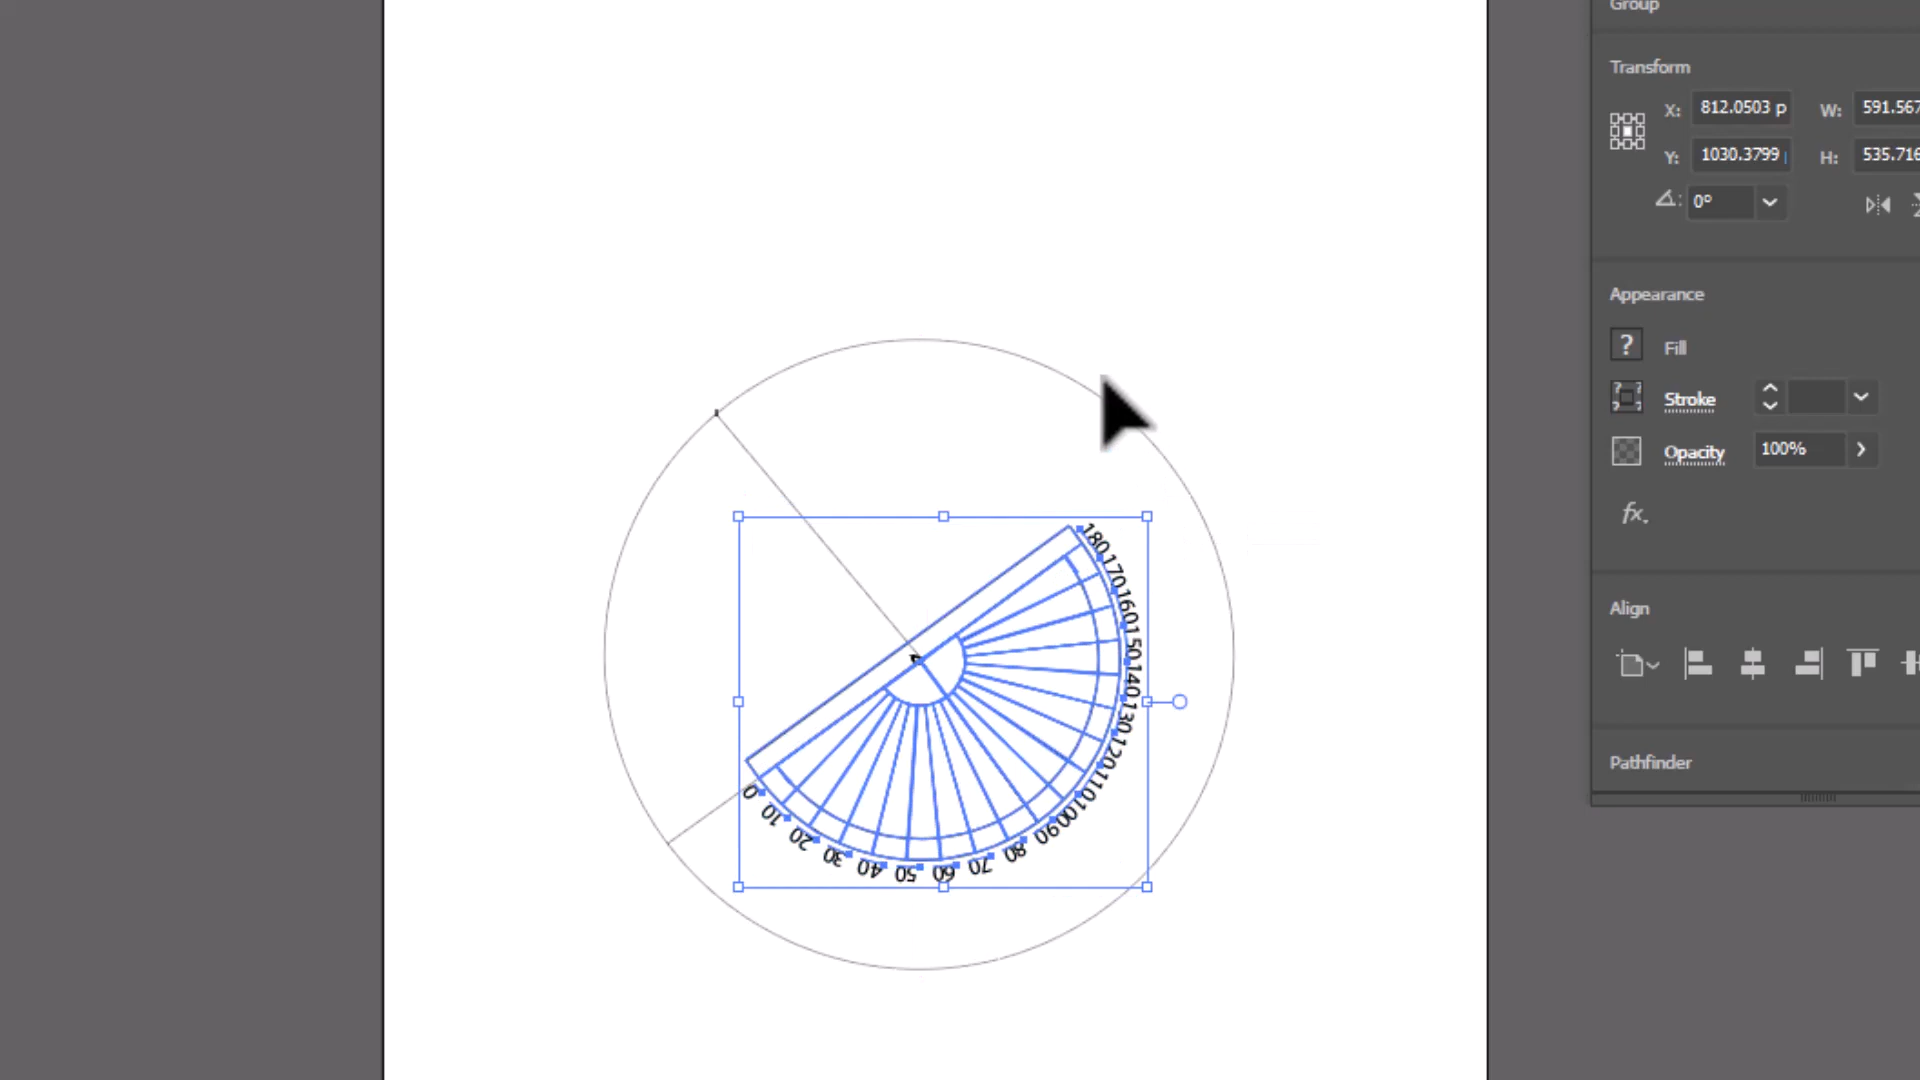 Group
Transform
X: 812.0503 p W: 591.567
Y: 1030.3799 H: 535.716
0°
Appearance
? Fill
Stroke
Opacity 100%
fx.
Align
Pathfinder
0
10
20
30
40
50
60
70
80
90
100
110
120
130
140
150
160
170
180